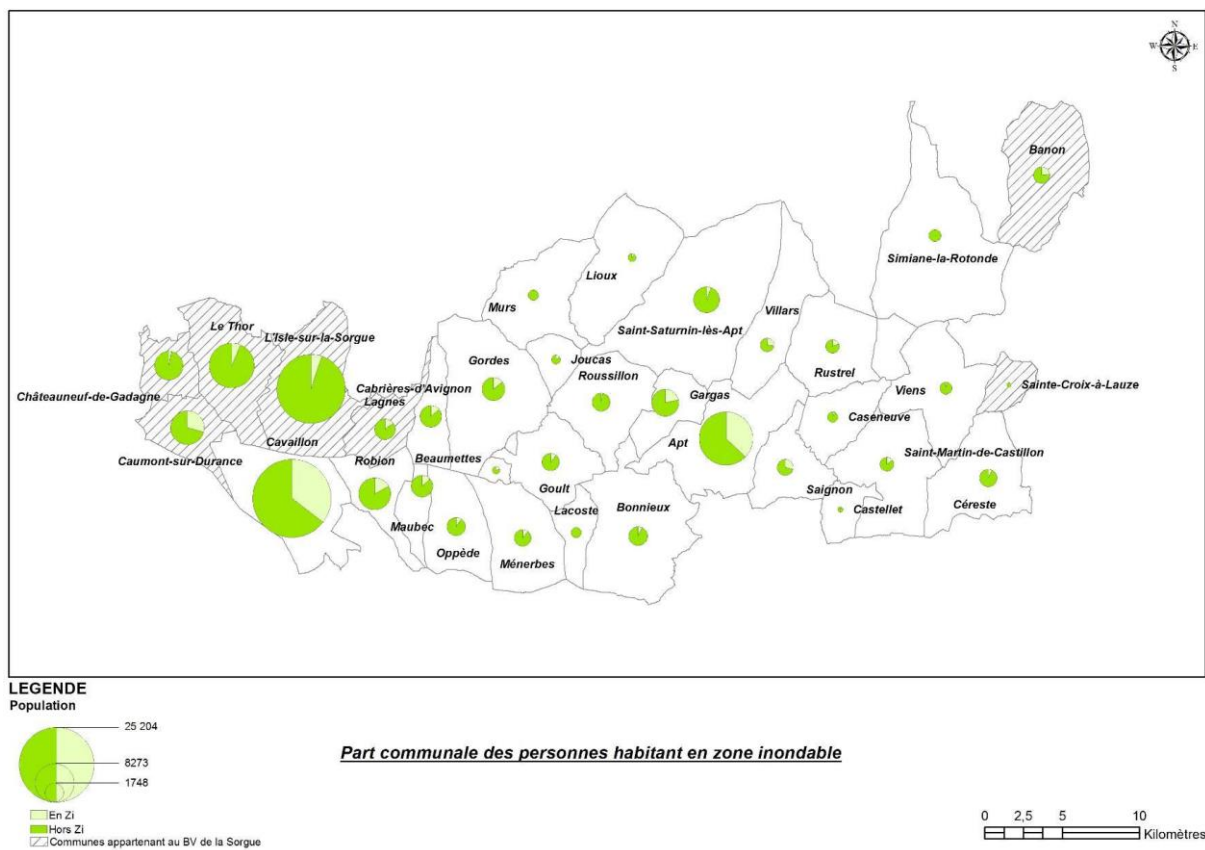 N
W E
S
Banon
Simiane-la-Rotonde
Lioux
Murs
Saint-Saturnin-lès-Apt
Villars
Le Thor
L'Isle-sur-la-Sorgue
Gordes
Joucas
Roussillon
Rustrel
Viens
Sainte-Croix-à-Lauze
Châteauneuf-de-Gadagne
Cabrières-d'Avignon
Lagnes
Gargas
Caseneuve
Caumont-sur-Durance
Cavaillon
Apt
Saint-Martin-de-Castillon
Robion
Beaumettes
Goult
Saignon
Céreste
Maubec
Oppède
Ménerbes
Lacoste
Bonnieux
Castellet
LEGENDE
Population
25 204
8273
1748
En Zi
Hors Zi
Communes appartenant au BV de la Sorgue
Part communale des personnes habitant en zone inondable
0 2,5 5 10
Kilomètres